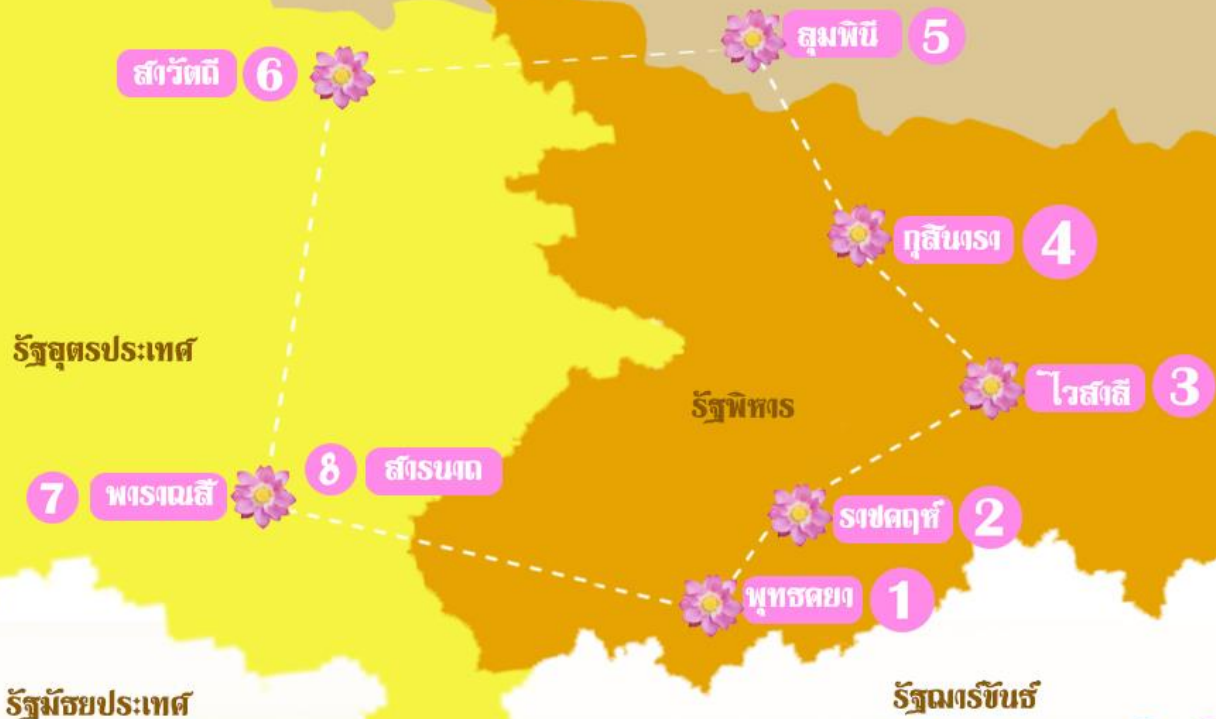 ลุมพินี 5
สาวัตถี 6
กุสินารา 4
รัฐอุตรประเทศ
ไวสาลี 3
รัฐพิหาร
8 สารนาถ
7 พาราณสี
ราชคฤห์ 2
พุทธคยา 1
รัฐมัธยประเทศ
รัฐฌาร์ขันธ์